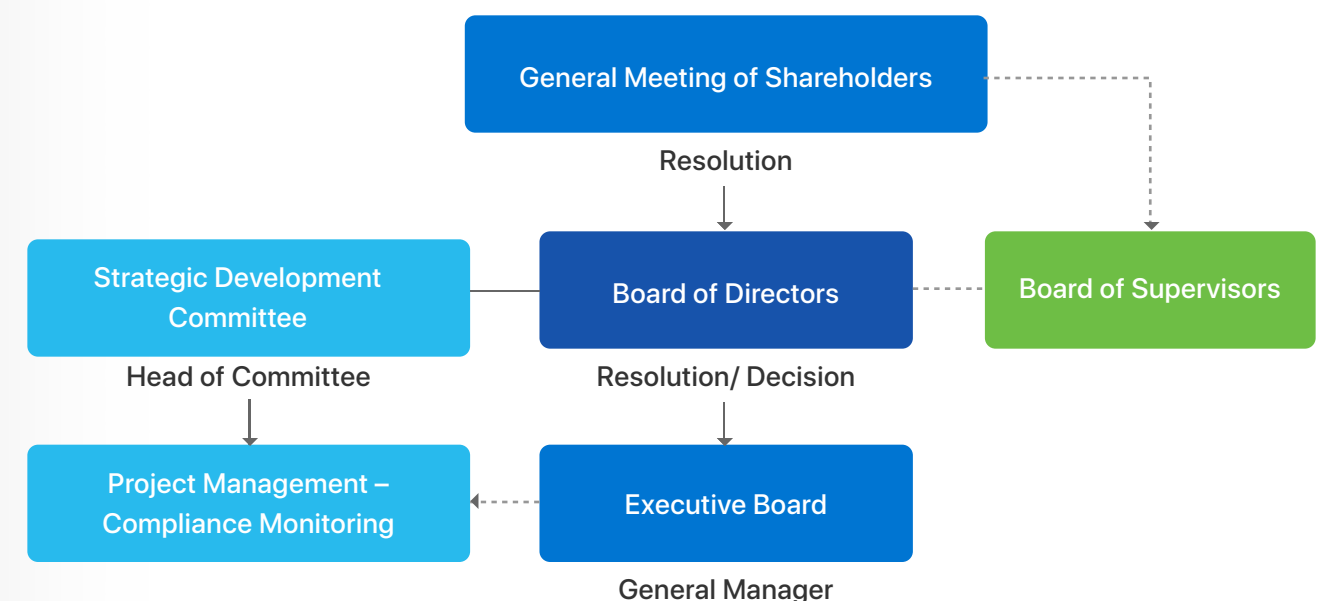 General Meeting of Shareholders
Resolution
Strategic Development
Committee
Board of Directors
Board of Supervisors
Head of Committee
Resolution/ Decision
Project Management –
Compliance Monitoring
Executive Board
General Manager